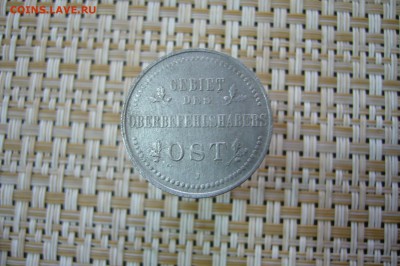 COINS.LAVE.RU
GEBIET
DES
OBERBEFEHLSHABERS
OST